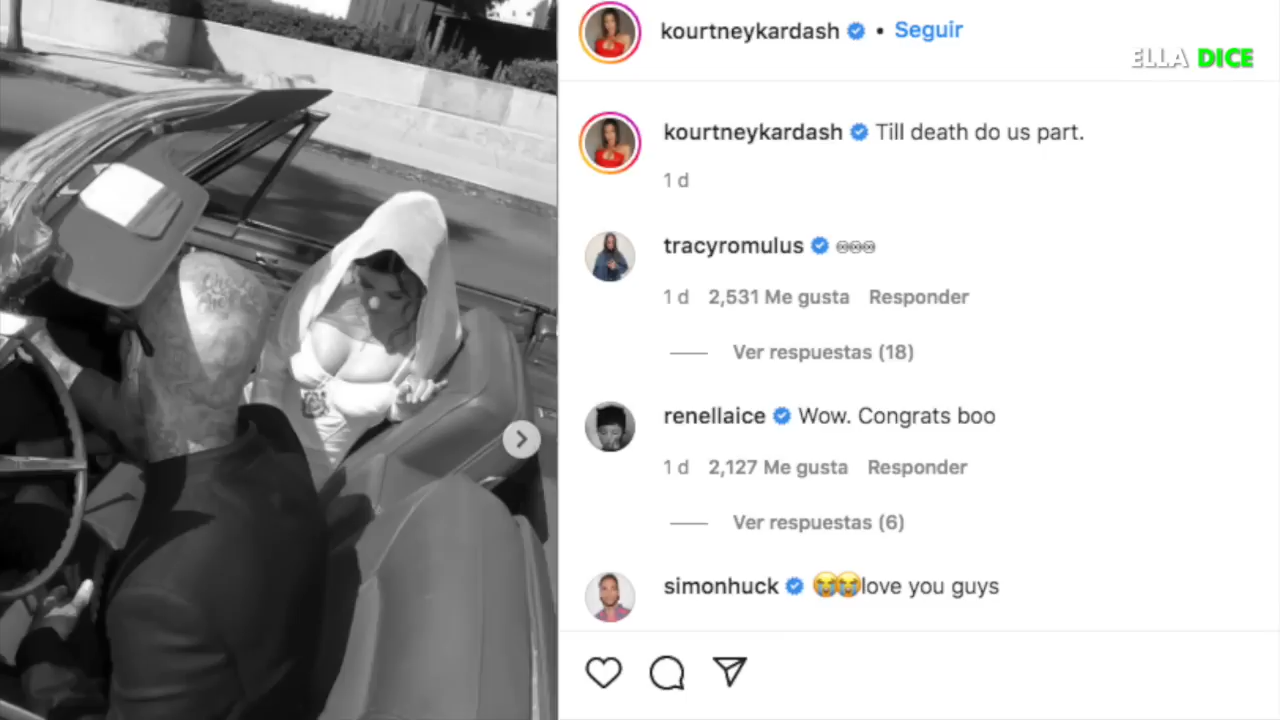 kourtneykardash • Seguir
ELLA DICE
kourtneykardash Till death do us part.
1 d
tracyromulus ♾♾♾
1 d 2,531 Me gusta Responder
Ver respuestas (18)
renellaice Wow. Congrats boo
1 d 2,127 Me gusta Responder
Ver respuestas (6)
simonhuck 😭😭love you guys